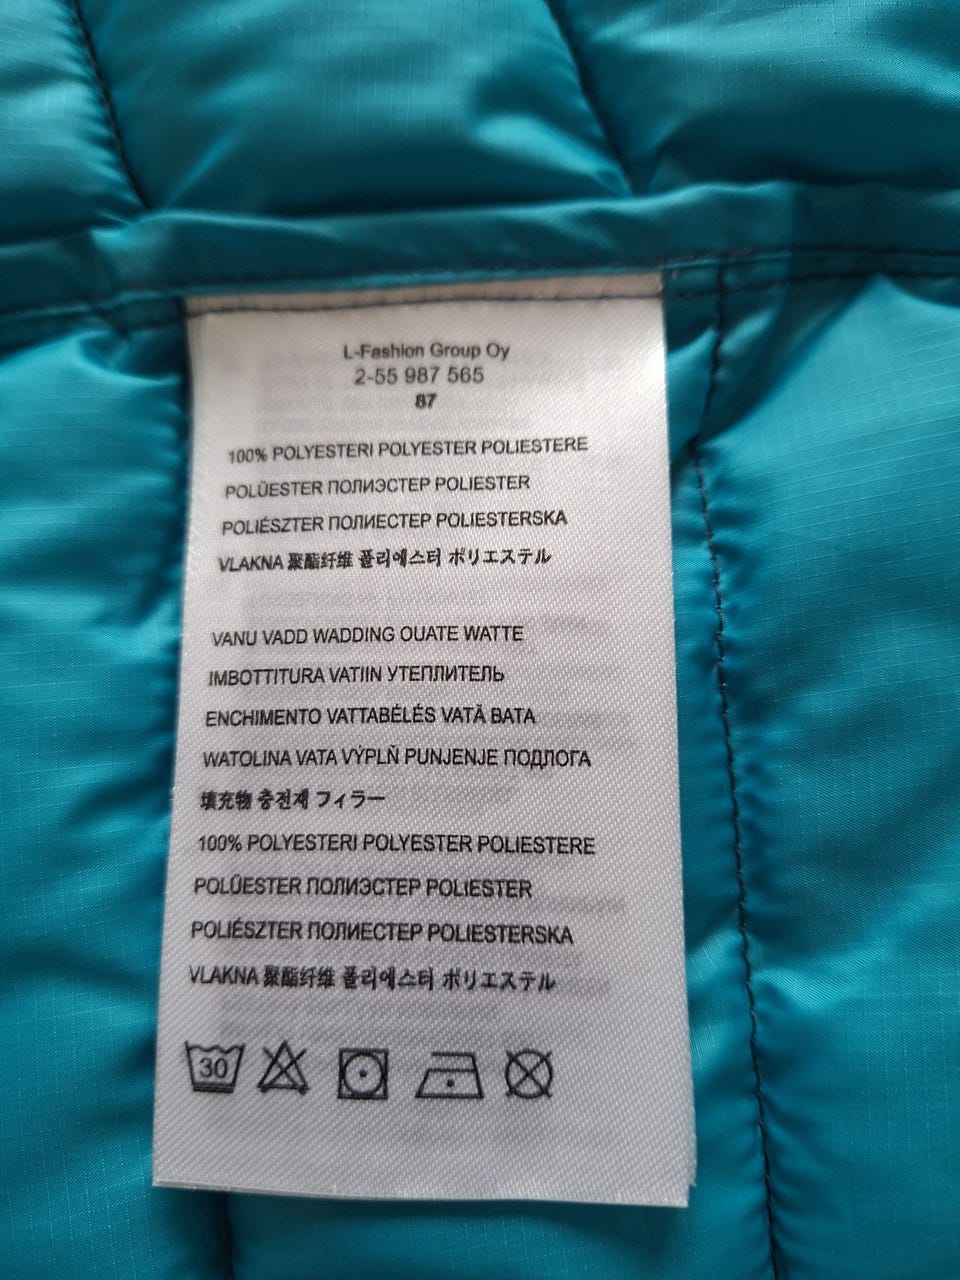 L-Fashion Group Oy
2-55 987 565
87
100% POLYESTERI POLYESTER POLIESTERE
POLÜESTER ПОЛИЭСТЕР POLIESTER
POLIÉSZTER ПОЛИЕСТЕР POLIESTERSKA
VLAKNA 聚酯纤维 폴리에스터 ポリエステル
VANU VADD WADDING OUATE WATTE
IMBOTTITURA VATIIN УТЕПЛИТЕЛЬ
ENCHIMENTO VATTABÉLÉS VATĂ ВАТА
WATOLINA VATA VÝPLŇ PUNJENJE ПОДЛОГА
填充物 충전재 フィラー
100% POLYESTERI POLYESTER POLIESTERE
POLÜESTER ПОЛИЭСТЕР POLIESTER
POLIÉSZTER ПОЛИЕСТЕР POLIESTERSKA
VLAKNA 聚酯纤维 폴리에스터 ポリエステル
30